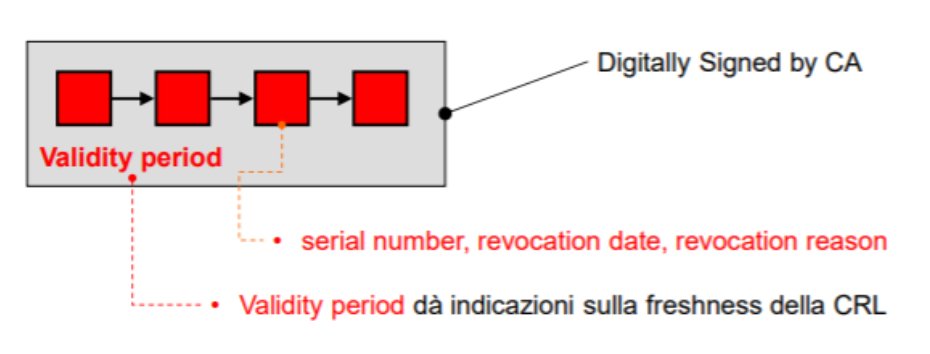 Digitally Signed by CA
Validity period
• serial number, revocation date, revocation reason
• Validity period dà indicazioni sulla freshness della CRL